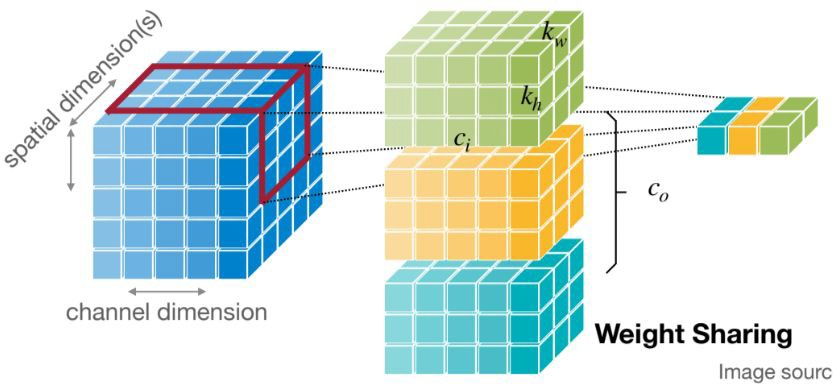 spatial dimension(s)
k_w
k_h
c_i
c_o
channel dimension
Weight Sharing
Image sourc